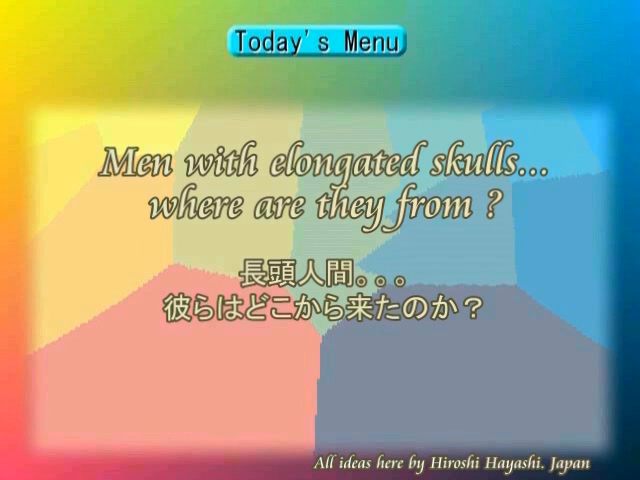 Today's Menu
Men with elongated skulls...
where are they from ?
長頭人間。。。
彼らはどこから来たのか？
All ideas here by Hiroshi Hayashi. Japan